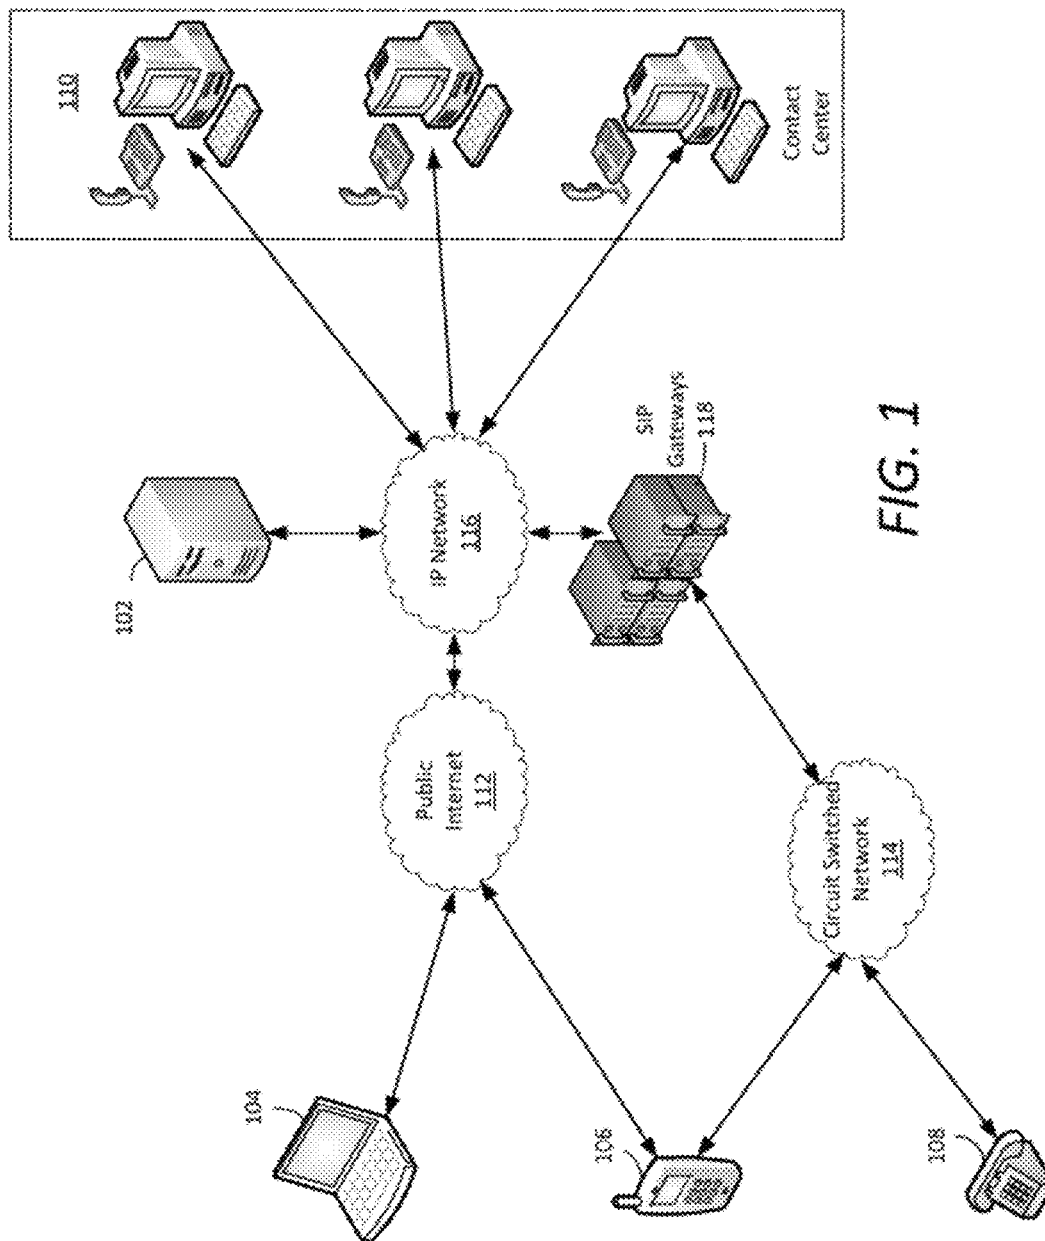 110
Contact
Center
102
IP Network
116
SIP
Gateways
118
Public
Internet
112
Circuit Switched
Network
114
104
106
108
FIG. 1